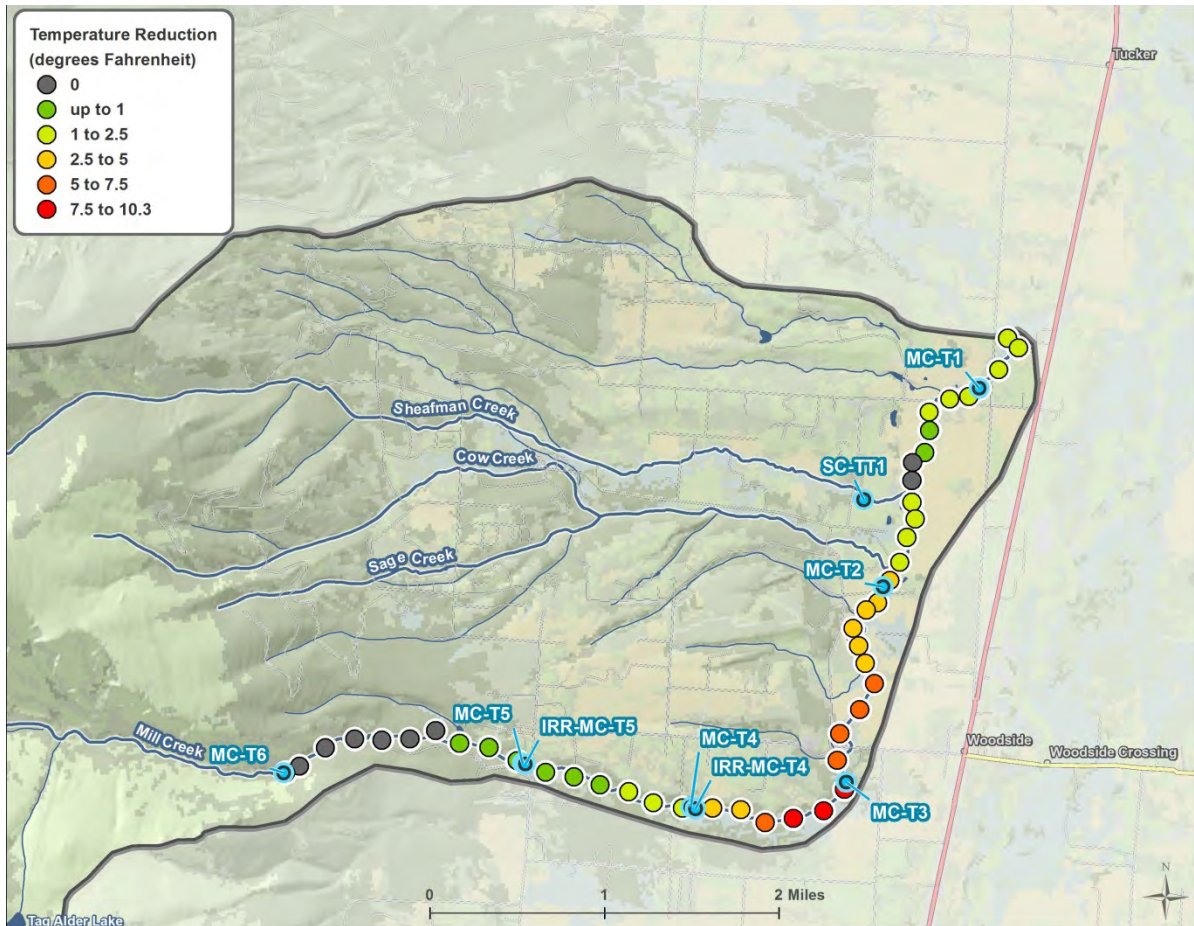 Temperature Reduction
(degrees Fahrenheit)
0
up to 1
1 to 2.5
2.5 to 5
5 to 7.5
7.5 to 10.3
Tucker
MC-T1
Sheafman Creek
Cow Creek
SC-TT1
Sage Creek
MC-T2
MC-T5
IRR-MC-T5
Mill Creek
MC-T6
MC-T4
IRR-MC-T4
Woodside
Woodside Crossing
MC-T3
N
0 1 2 Miles
Tag Alder Lake